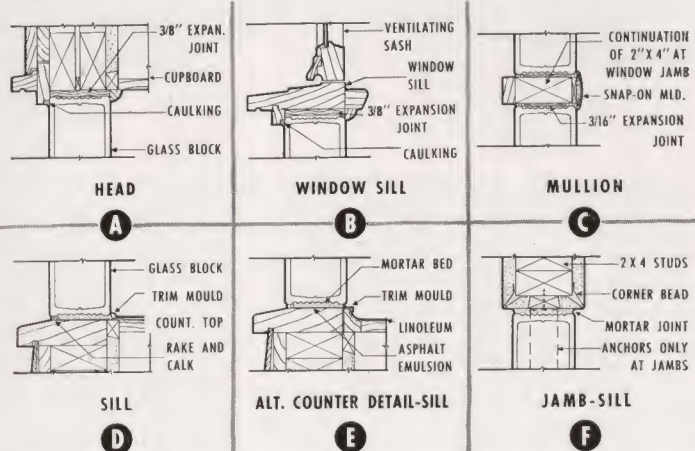 3/8" EXPAN.
JOINT
CUPBOARD
CAULKING
GLASS BLOCK
HEAD
A
VENTILATING
SASH
WINDOW
SILL
3/8" EXPANSION
JOINT
CAULKING
WINDOW SILL
B
CONTINUATION
OF 2"X 4" AT
WINDOW JAMB
SNAP-ON MLD.
3/16" EXPANSION
JOINT
MULLION
C
GLASS BLOCK
TRIM MOULD
COUNT. TOP
RAKE AND
CALK
SILL
D
MORTAR BED
TRIM MOULD
LINOLEUM
ASPHALT
EMULSION
ALT. COUNTER DETAIL-SILL
E
2 X 4 STUDS
CORNER BEAD
MORTAR JOINT
ANCHORS ONLY
AT JAMBS
JAMB-SILL
F